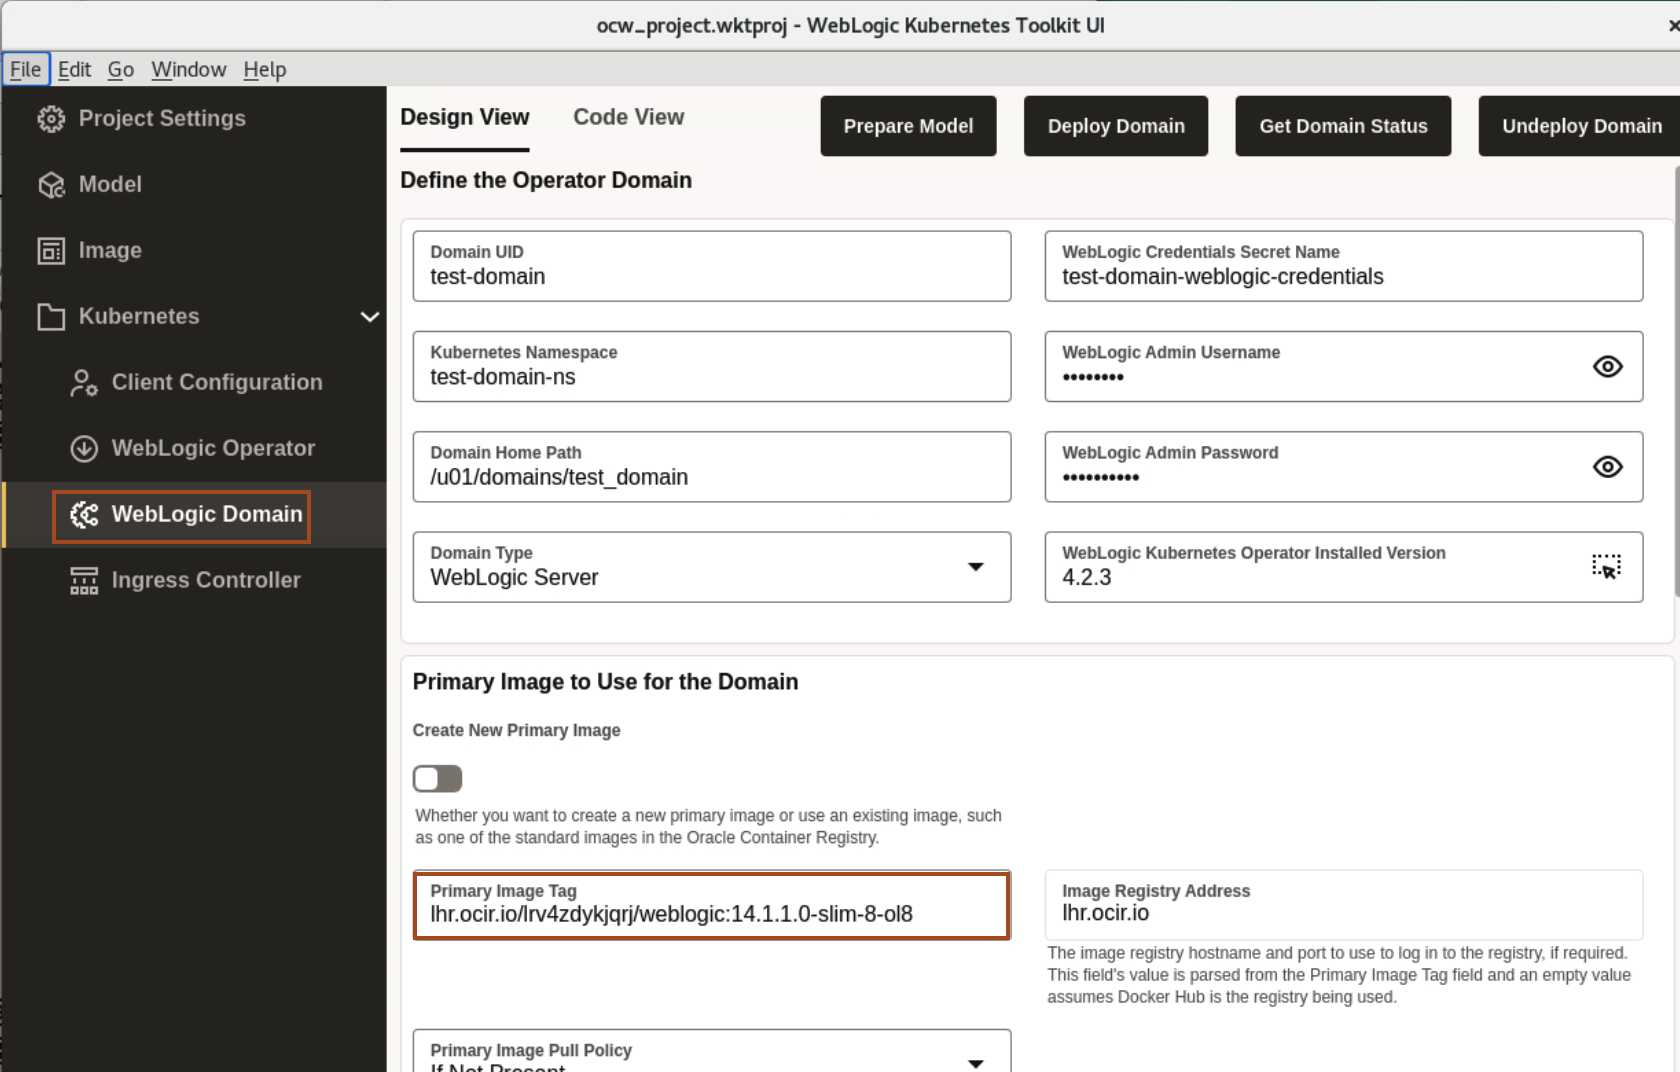 ocw_project.wktproj - WebLogic Kubernetes Toolkit UI
File Edit Go Window Help
Project Settings
Model
Image
Kubernetes
Client Configuration
WebLogic Operator
WebLogic Domain
Ingress Controller
Design View Code View
Prepare Model Deploy Domain Get Domain Status Undeploy Domain
Define the Operator Domain
Domain UID
test-domain
WebLogic Credentials Secret Name
test-domain-weblogic-credentials
Kubernetes Namespace
test-domain-ns
WebLogic Admin Username
••••••••
Domain Home Path
/u01/domains/test_domain
WebLogic Admin Password
••••••••••
Domain Type
WebLogic Server
WebLogic Kubernetes Operator Installed Version
4.2.3
Primary Image to Use for the Domain
Create New Primary Image
Whether you want to create a new primary image or use an existing image, such
as one of the standard images in the Oracle Container Registry.
Primary Image Tag
lhr.ocir.io/lrv4zdykjqrj/weblogic:14.1.1.0-slim-8-ol8
Image Registry Address
lhr.ocir.io
The image registry hostname and port to use to log in to the registry, if required.
This field's value is parsed from the Primary Image Tag field and an empty value
assumes Docker Hub is the registry being used.
Primary Image Pull Policy
If Not Present